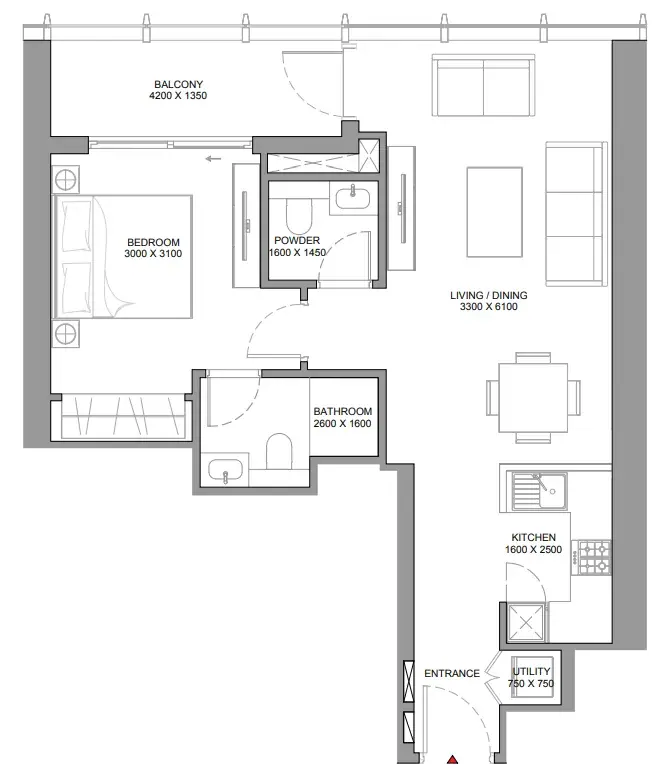 BALCONY
4200 X 1350
BEDROOM
3000 X 3100
POWDER
1600 X 1450
LIVING / DINING
3300 X 6100
BATHROOM
2600 X 1600
KITCHEN
1600 X 2500
ENTRANCE
UTILITY
750 X 750